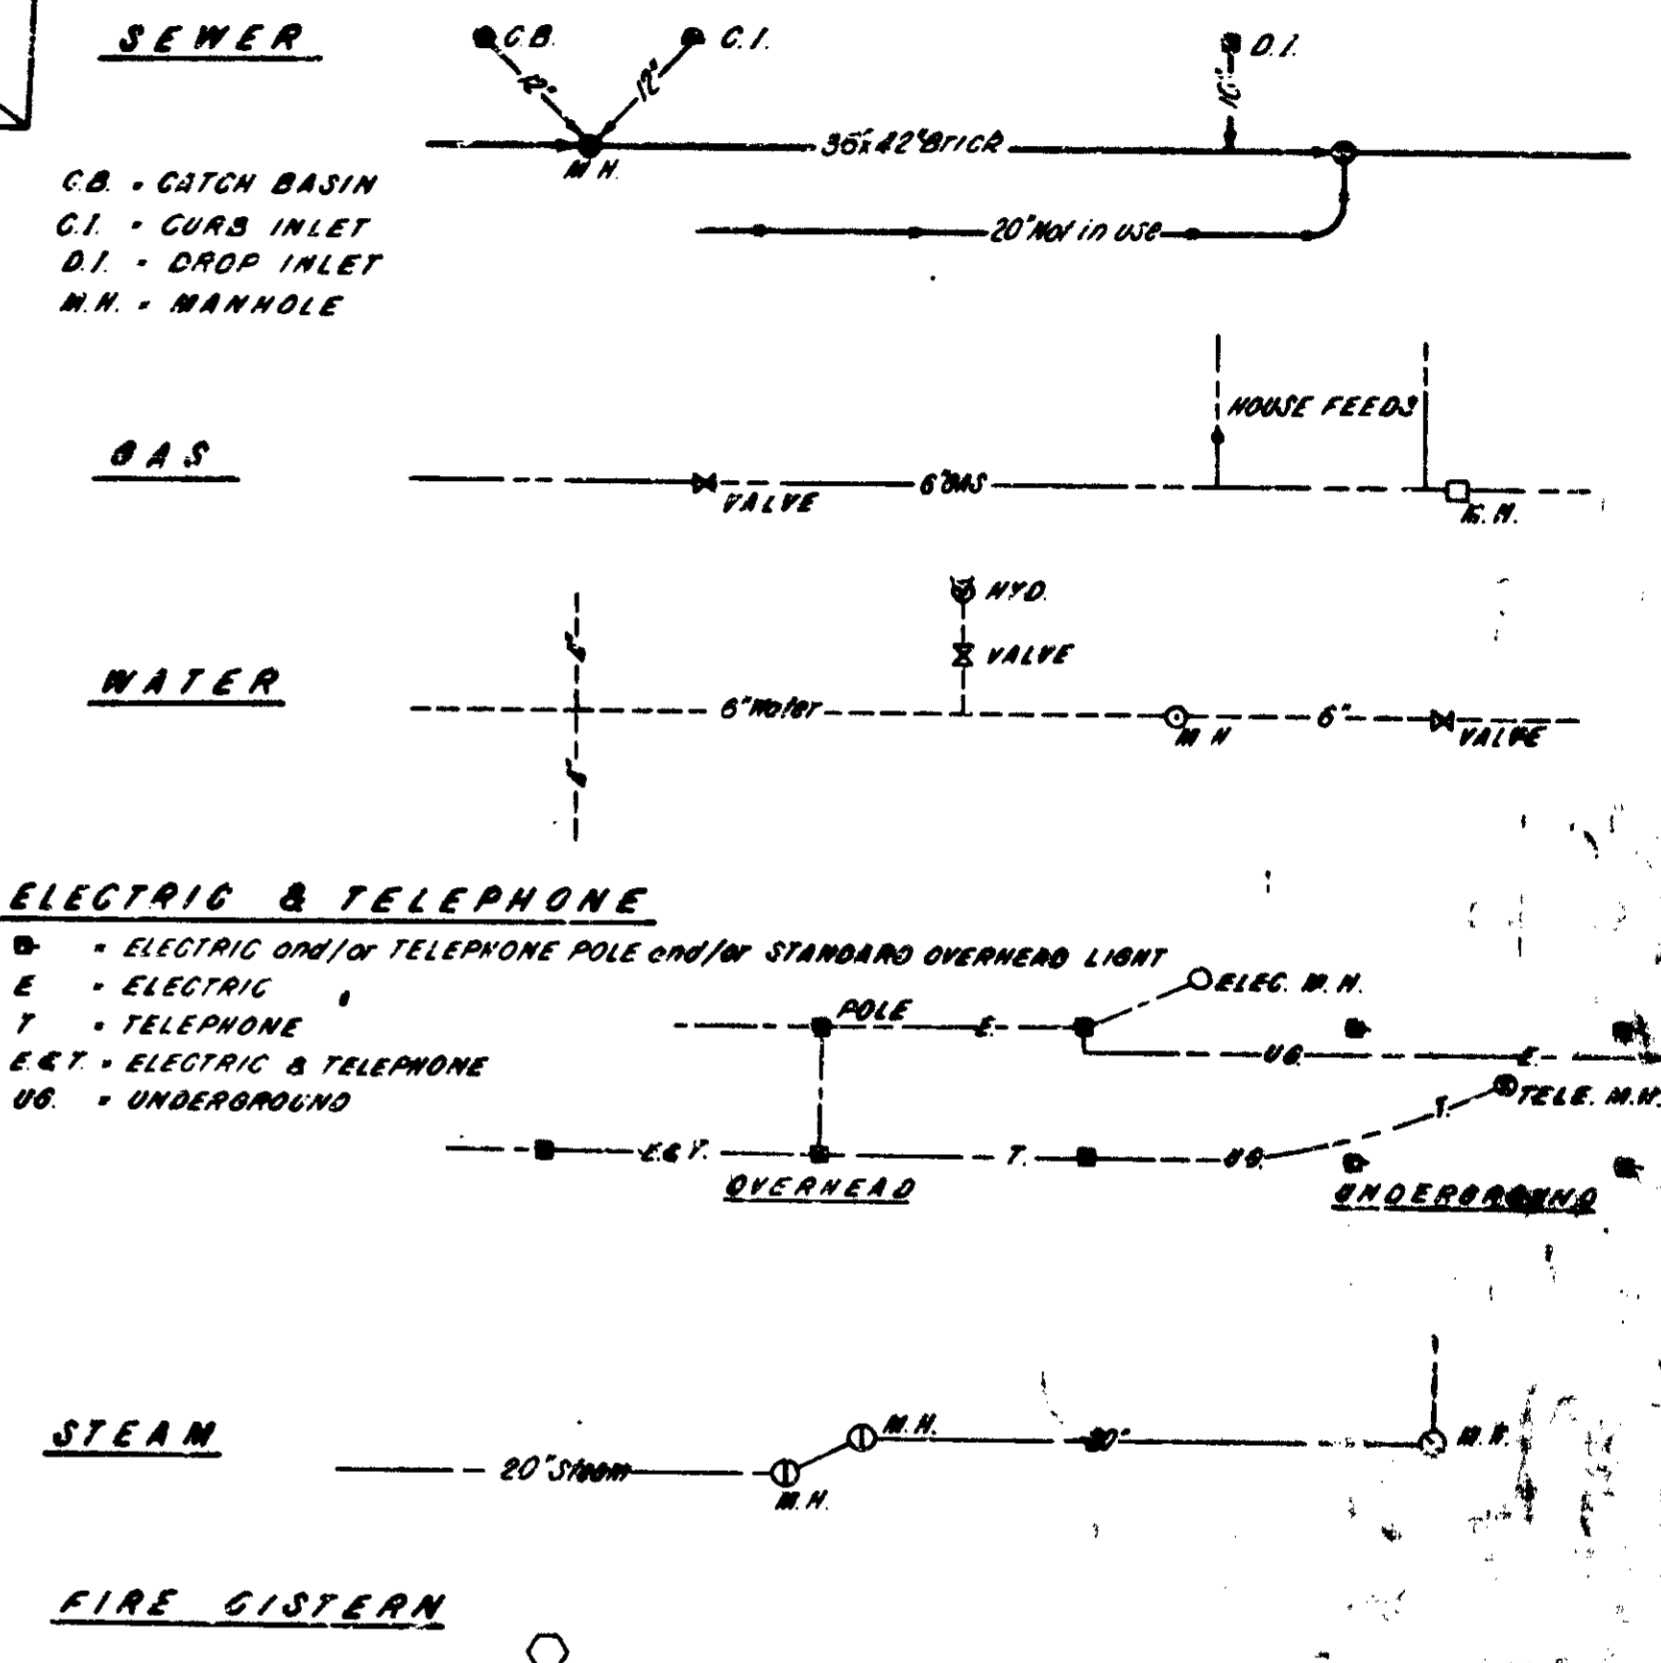 SEWER
C.B.
C.I.
D.I.
12"
12"
10"
36"x42" Brick
M.H.
C.B. = CATCH BASIN
C.I. = CURB INLET
D.I. = DROP INLET
M.H. = MANHOLE
20" Not in use
HOUSE FEEDS
GAS
6" GAS
VALVE
HYD.
VALVE
WATER
6" Water
M H
6"
VALVE
ELECTRIC & TELEPHONE
= ELECTRIC and/or TELEPHONE POLE and/or STANDARD OVERHEAD LIGHT
E = ELECTRIC
T = TELEPHONE
E.&T. = ELECTRIC & TELEPHONE
UG. = UNDERGROUND
ELEC. M.H.
POLE
E.
UG.
E.
TELE. M.H.
T.
E.&T.
T.
UG.
OVERHEAD
UNDERGROUND
STEAM
M.H.
M.H.
20" Steam
M.H.
FIRE CISTERN